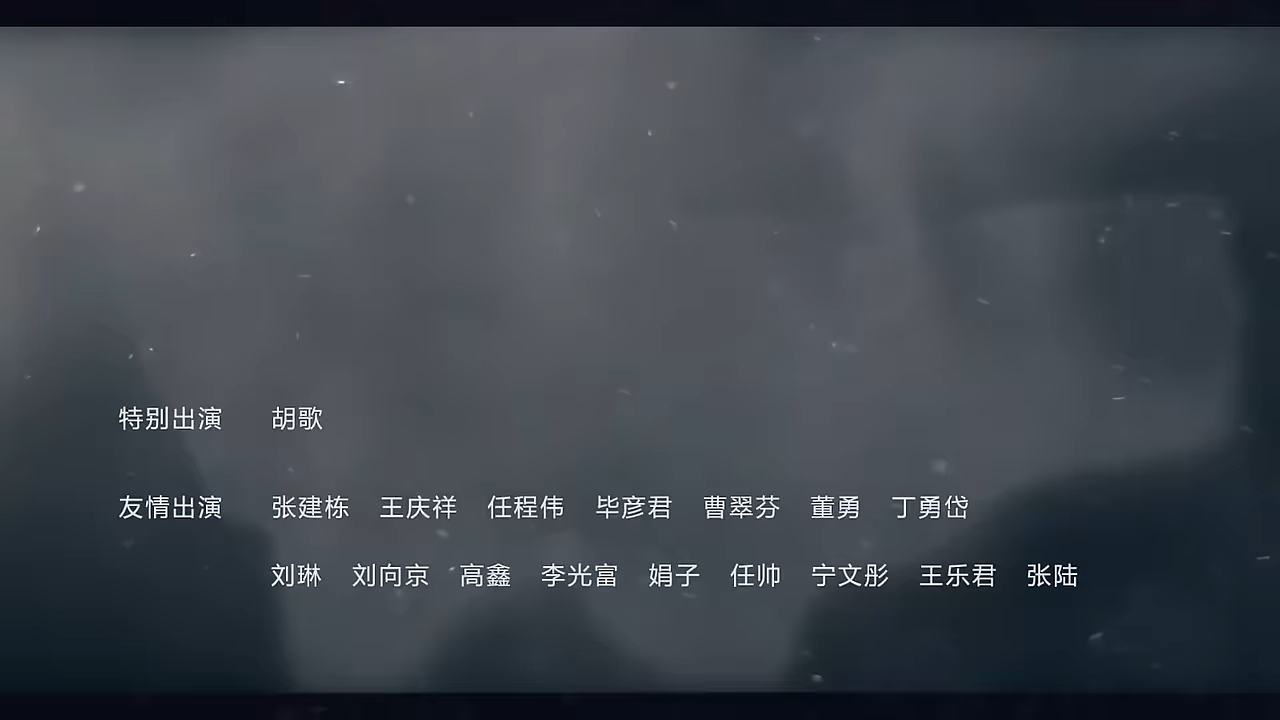 特别出演 胡歌
友情出演 张建栋 王庆祥 任程伟 毕彦君 曹翠芬 董勇 丁勇岱
刘琳 刘向京 高鑫 李光富 娟子 任帅 宁文彤 王乐君 张陆